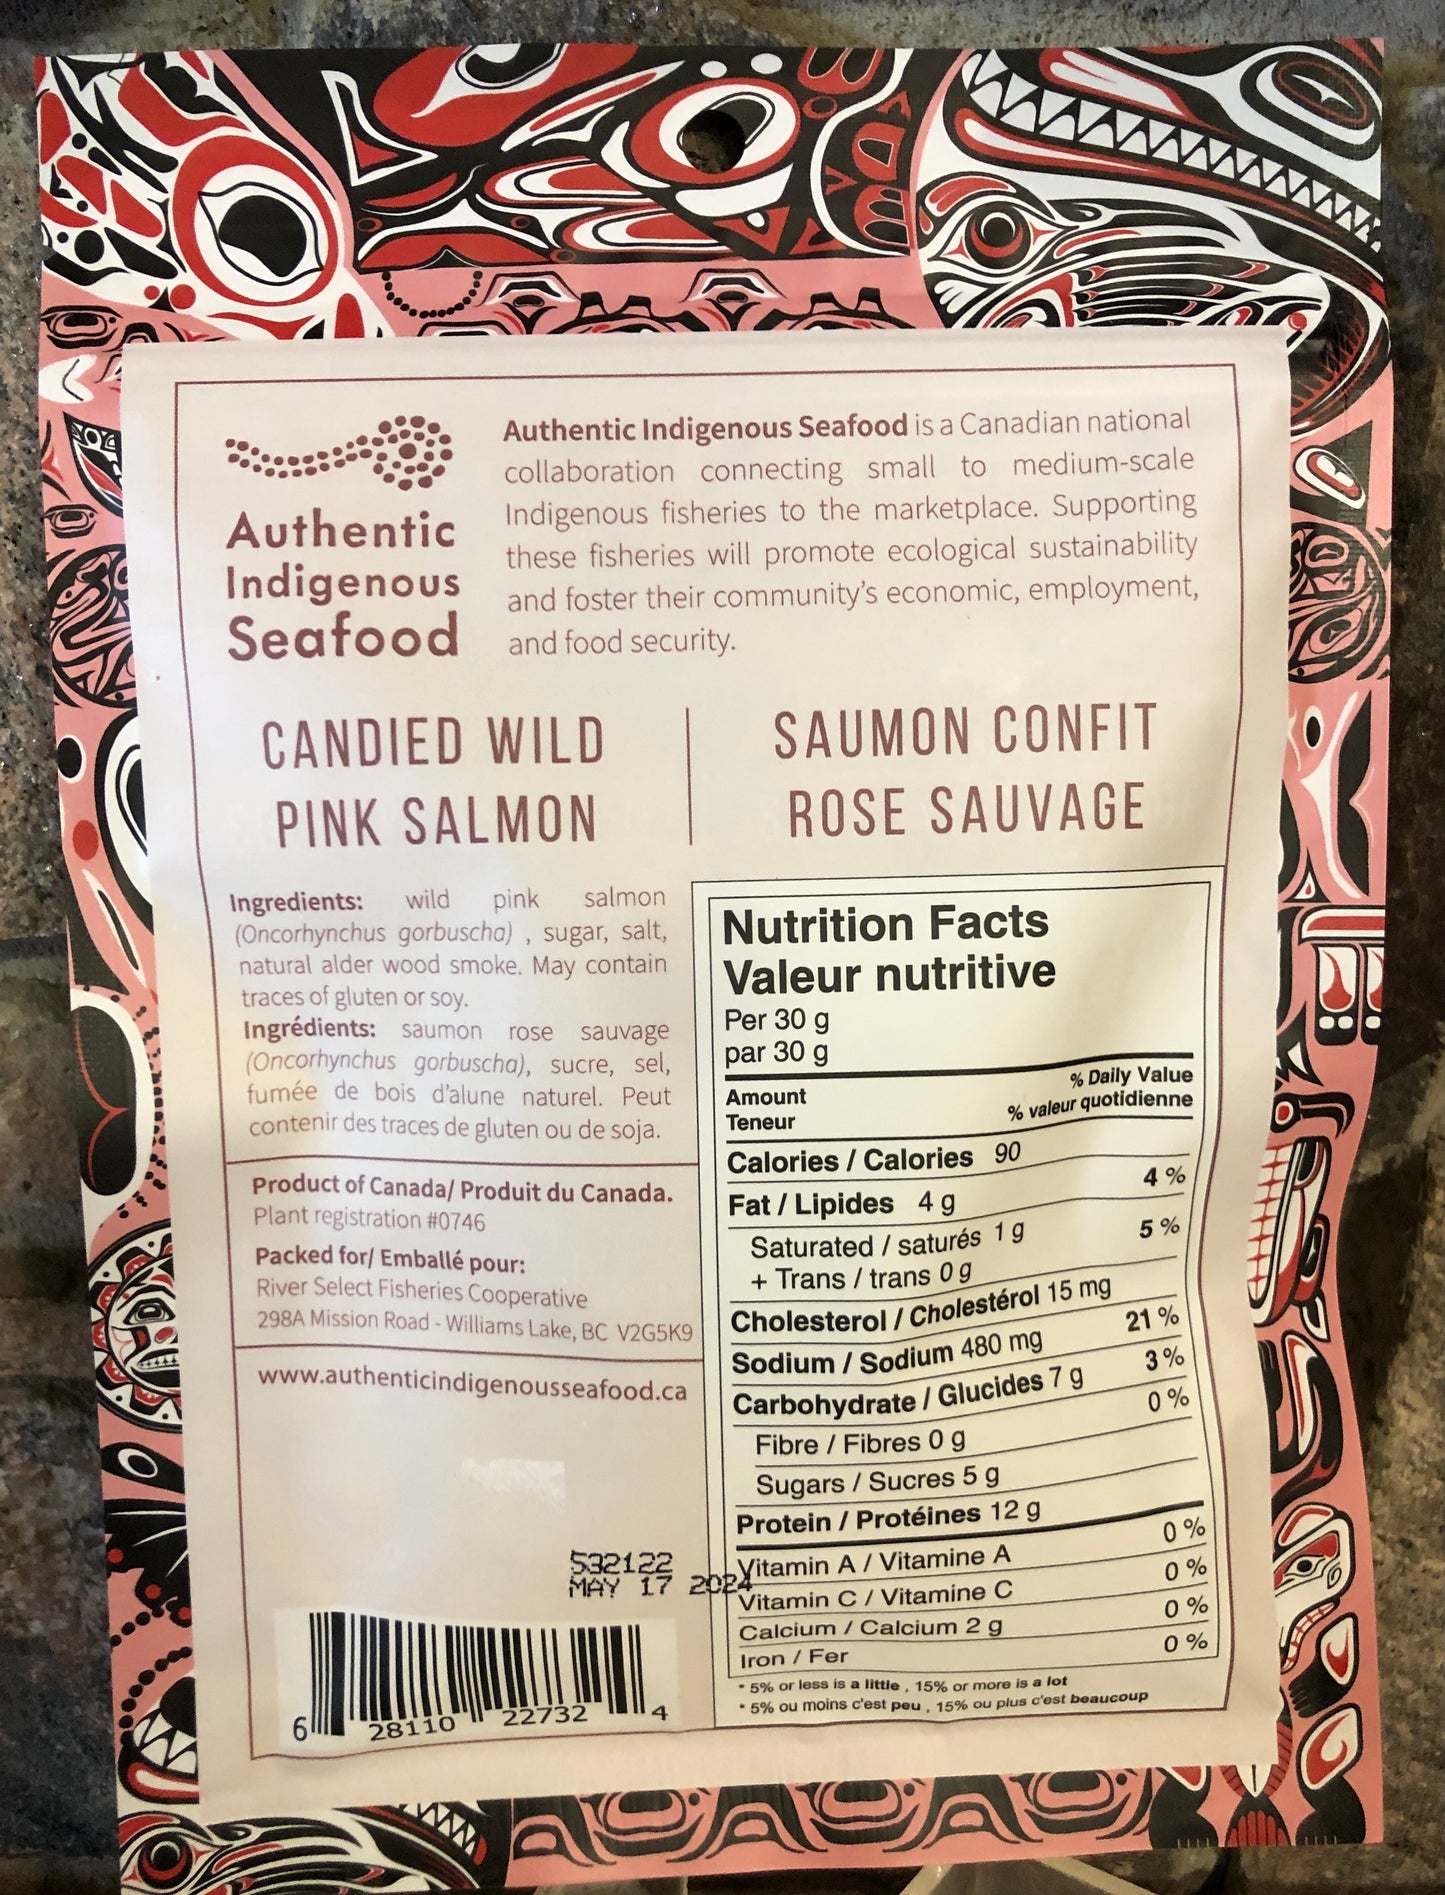 Authentic
Indigenous
Seafood
Authentic Indigenous Seafood is a Canadian national
collaboration connecting small to medium-scale
Indigenous fisheries to the marketplace. Supporting
these fisheries will promote ecological sustainability
and foster their community's economic, employment,
and food security.
CANDIED WILD
PINK SALMON
SAUMON CONFIT
ROSE SAUVAGE
Ingredients: wild pink salmon
(Oncorhynchus gorbuscha) , sugar, salt,
natural alder wood smoke. May contain
traces of gluten or soy.
Ingrédients: saumon rose sauvage
(Oncorhynchus gorbuscha), sucre, sel,
fumée de bois d'alune naturel. Peut
contenir des traces de gluten ou de soja.
Product of Canada/ Produit du Canada.
Plant registration #0746
Packed for/ Emballé pour:
River Select Fisheries Cooperative
298A Mission Road - Williams Lake, BC V2G5K9
www.authenticindigenousseafood.ca
532122
MAY 17 2024
6 28110 22732 4
Nutrition Facts
Valeur nutritive
Per 30 g
par 30 g
Amount % Daily Value
Teneur % valeur quotidienne
Calories / Calories 90
Fat / Lipides 4 g 4 %
Saturated / saturés 1 g 5 %
+ Trans / trans 0 g
Cholesterol / Cholestérol 15 mg
Sodium / Sodium 480 mg 21 %
Carbohydrate / Glucides 7 g 3 %
Fibre / Fibres 0 g 0 %
Sugars / Sucres 5 g
Protein / Protéines 12 g
Vitamin A / Vitamine A 0 %
Vitamin C / Vitamine C 0 %
Calcium / Calcium 2 g 0 %
Iron / Fer 0 %
* 5% or less is a little , 15% or more is a lot
* 5% ou moins c'est peu , 15% ou plus c'est beaucoup